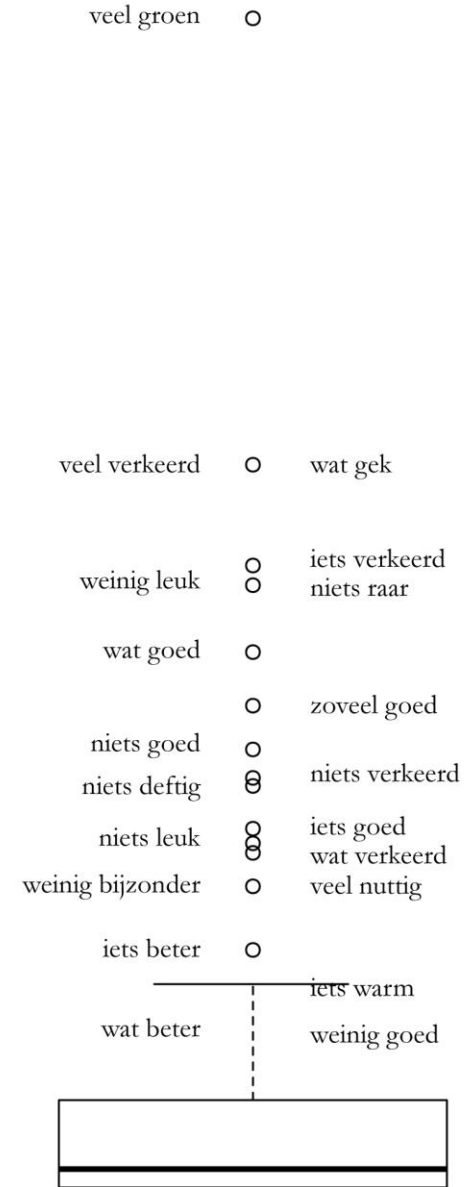 veel groen
veel verkeerd
wat gek
iets verkeerd
weinig leuk
niets raar
wat goed
zoveel goed
niets goed
niets verkeerd
niets deftig
iets goed
niets leuk
wat verkeerd
weinig bijzonder
veel nuttig
iets beter
iets warm
wat beter
weinig goed